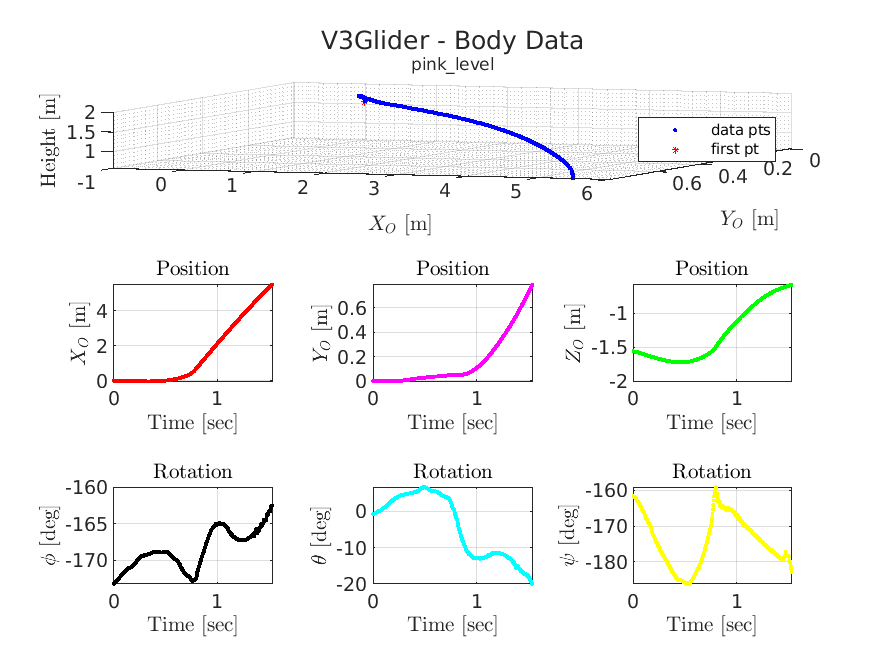 V3Glider - Body Data
pink_level
Height [m]
2
1.5
1
-1
0
1
2
3
4
5
6
X_O [m]
0.6
0.4
0.2
0
Y_O [m]
data pts
first pt
Position
X_O [m]
4
2
0
0
1
Time [sec]
Position
Y_O [m]
0.6
0.4
0.2
0
0
1
Time [sec]
Position
Z_O [m]
-1
-1.5
-2
0
1
Time [sec]
Rotation
ϕ [deg]
-160
-165
-170
0
1
Time [sec]
Rotation
θ [deg]
0
-10
-20
0
1
Time [sec]
Rotation
ψ [deg]
-160
-170
-180
0
1
Time [sec]